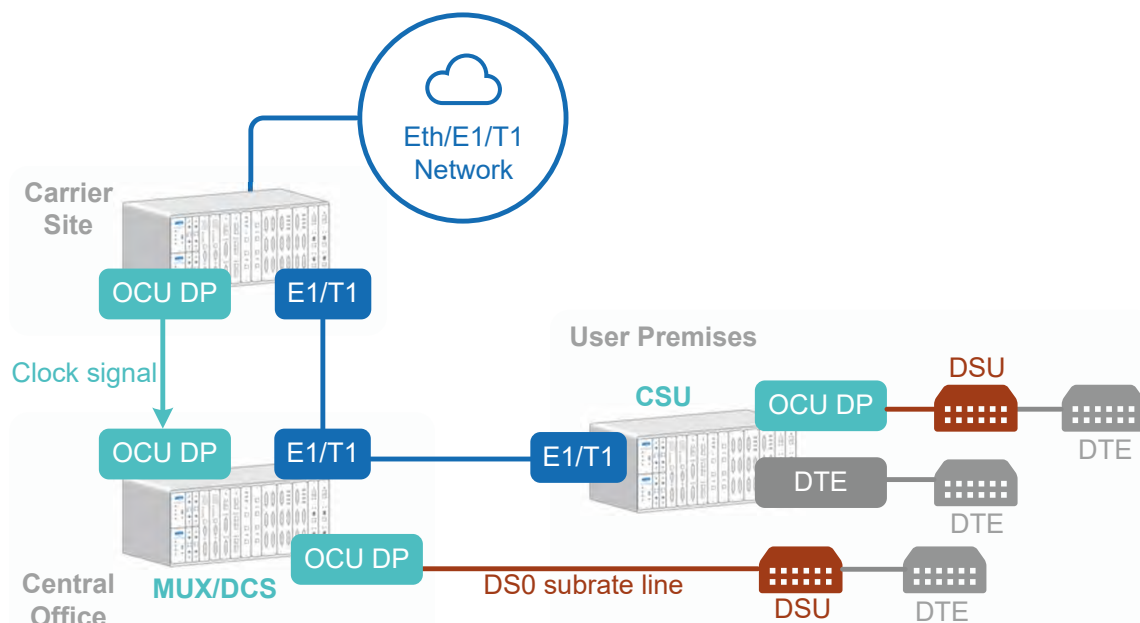 Eth/E1/T1
Network
Carrier
Site
OCU DP
E1/T1
Clock signal
User Premises
CSU
OCU DP
DSU
DTE
OCU DP
E1/T1
E1/T1
DTE
DTE
OCU DP
MUX/DCS
DS0 subrate line
DSU
DTE
Central
Office